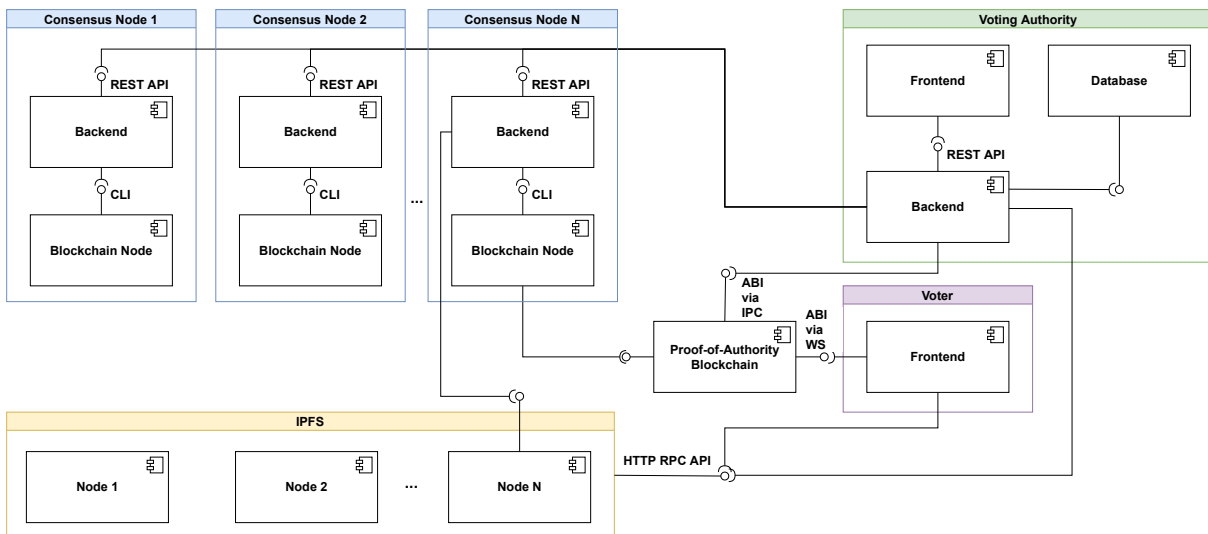 Consensus Node 1
Consensus Node 2
Consensus Node N
Voting Authority
REST API
REST API
REST API
Frontend
Database
Backend
Backend
Backend
REST API
CLI
CLI
CLI
...
Backend
Blockchain Node
Blockchain Node
Blockchain Node
ABI
via
IPC
ABI
via
WS
Voter
Proof-of-Authority
Blockchain
Frontend
IPFS
HTTP RPC API
Node 1
Node 2
...
Node N